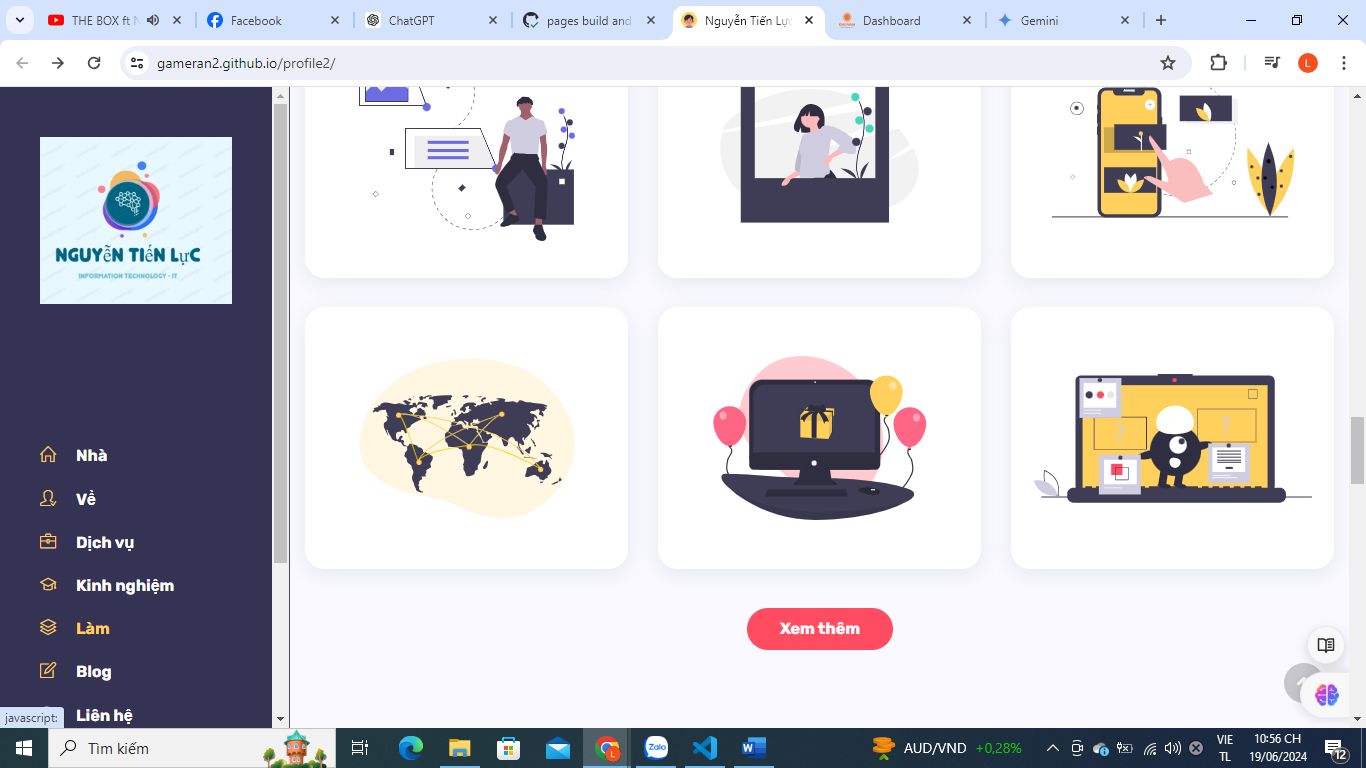 THE BOX ft N
Facebook
ChatGPT
pages build and
Nguyễn Tiến Lực
Dashboard
Gemini
gameran2.github.io/profile2/
L
NGUYỄN TIẾN LỰC
INFORMATION TECHNOLOGY - IT
Nhà
Về
Dịch vụ
Kinh nghiệm
Làm
Blog
Liên hệ
? ?
Xem thêm
javascript:
Tìm kiếm
L
Zalo
AUD/VND +0,28%
VIE
TL
10:56 CH
19/06/2024
12